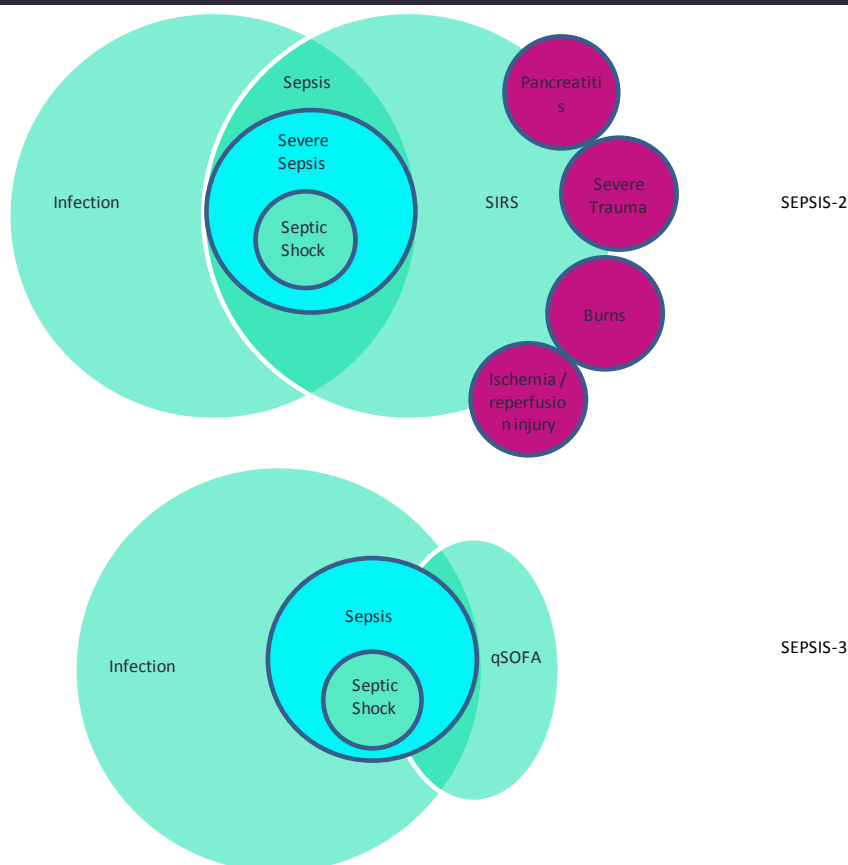 Sepsis
Severe
Sepsis
Septic
Shock
Infection
SIRS
Pancreatiti
s
Severe
Trauma
Burns
Ischemia /
reperfusio
n injury
SEPSIS-2
Sepsis
Septic
Shock
Infection
qSOFA
SEPSIS-3